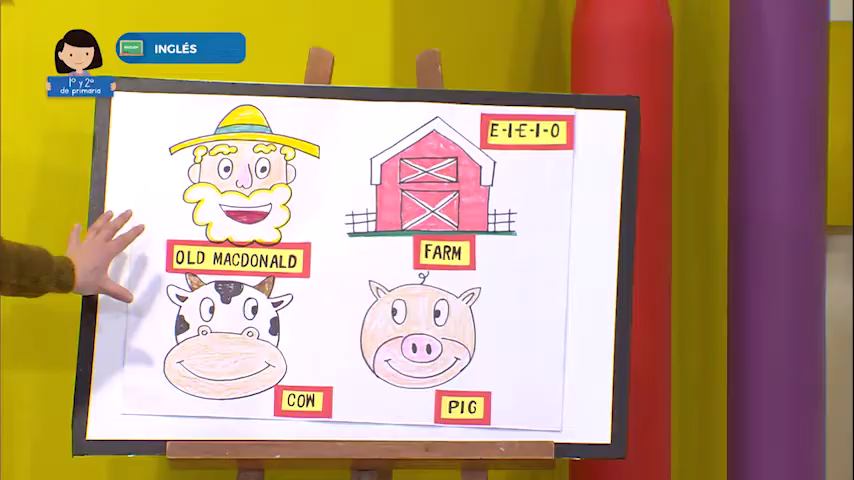 INGLÉS
1º y 2º
de primaria
E-I-E-I-O
OLD MACDONALD
FARM
COW
PIG